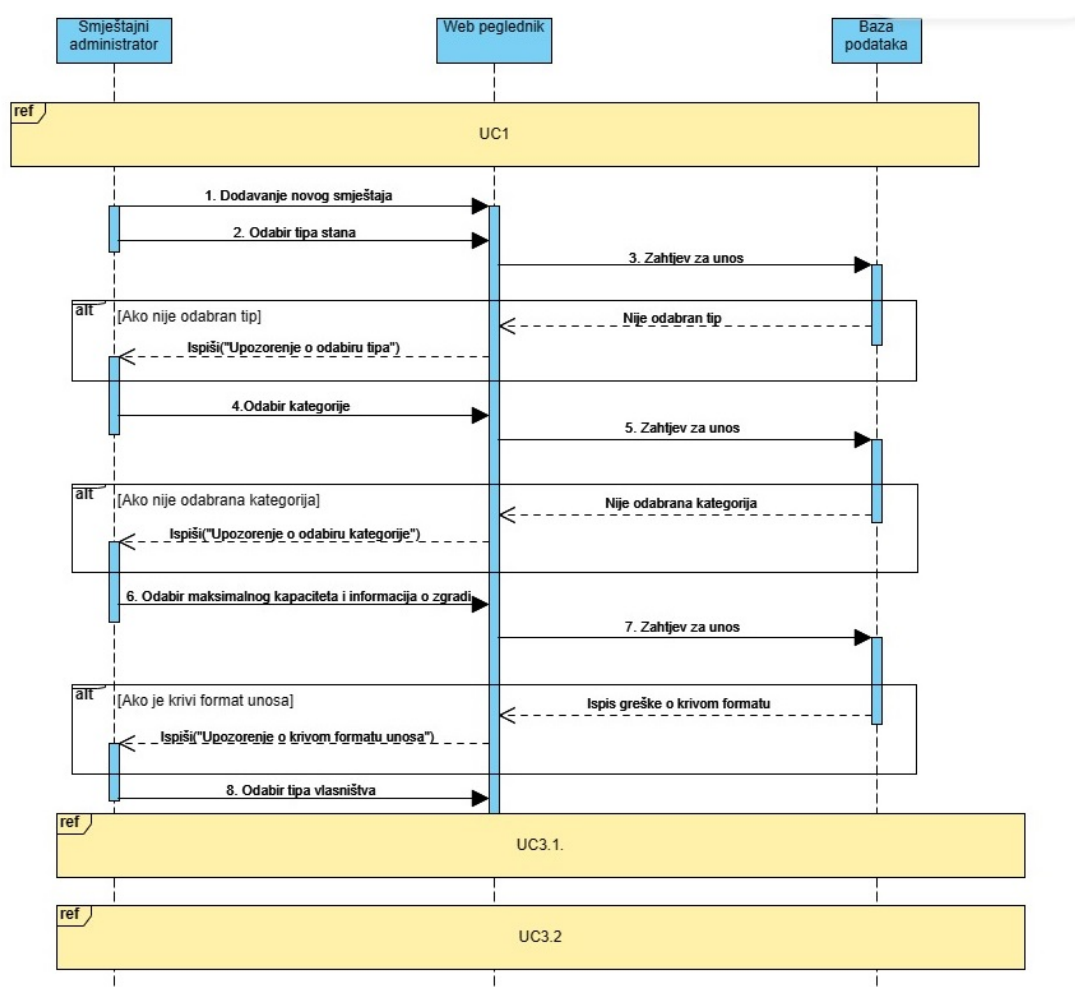 Smještajni
administrator
Web peglednik
Baza
podataka
ref
UC1
1. Dodavanje novog smještaja
2. Odabir tipa stana
3. Zahtjev za unos
alt
[Ako nije odabran tip]
Nije odabran tip
Ispiši("Upozorenje o odabiru tipa")
4.Odabir kategorije
5. Zahtjev za unos
alt
[Ako nije odabrana kategorija]
Nije odabrana kategorija
Ispiši("Upozorenje o odabiru kategorije")
6. Odabir maksimalnog kapaciteta i informacija o zgradi
7. Zahtjev za unos
alt
[Ako je krivi format unosa]
Ispis greške o krivom formatu
Ispiši("Upozorenje o krivom formatu unosa")
8. Odabir tipa vlasništva
ref
UC3.1.
ref
UC3.2